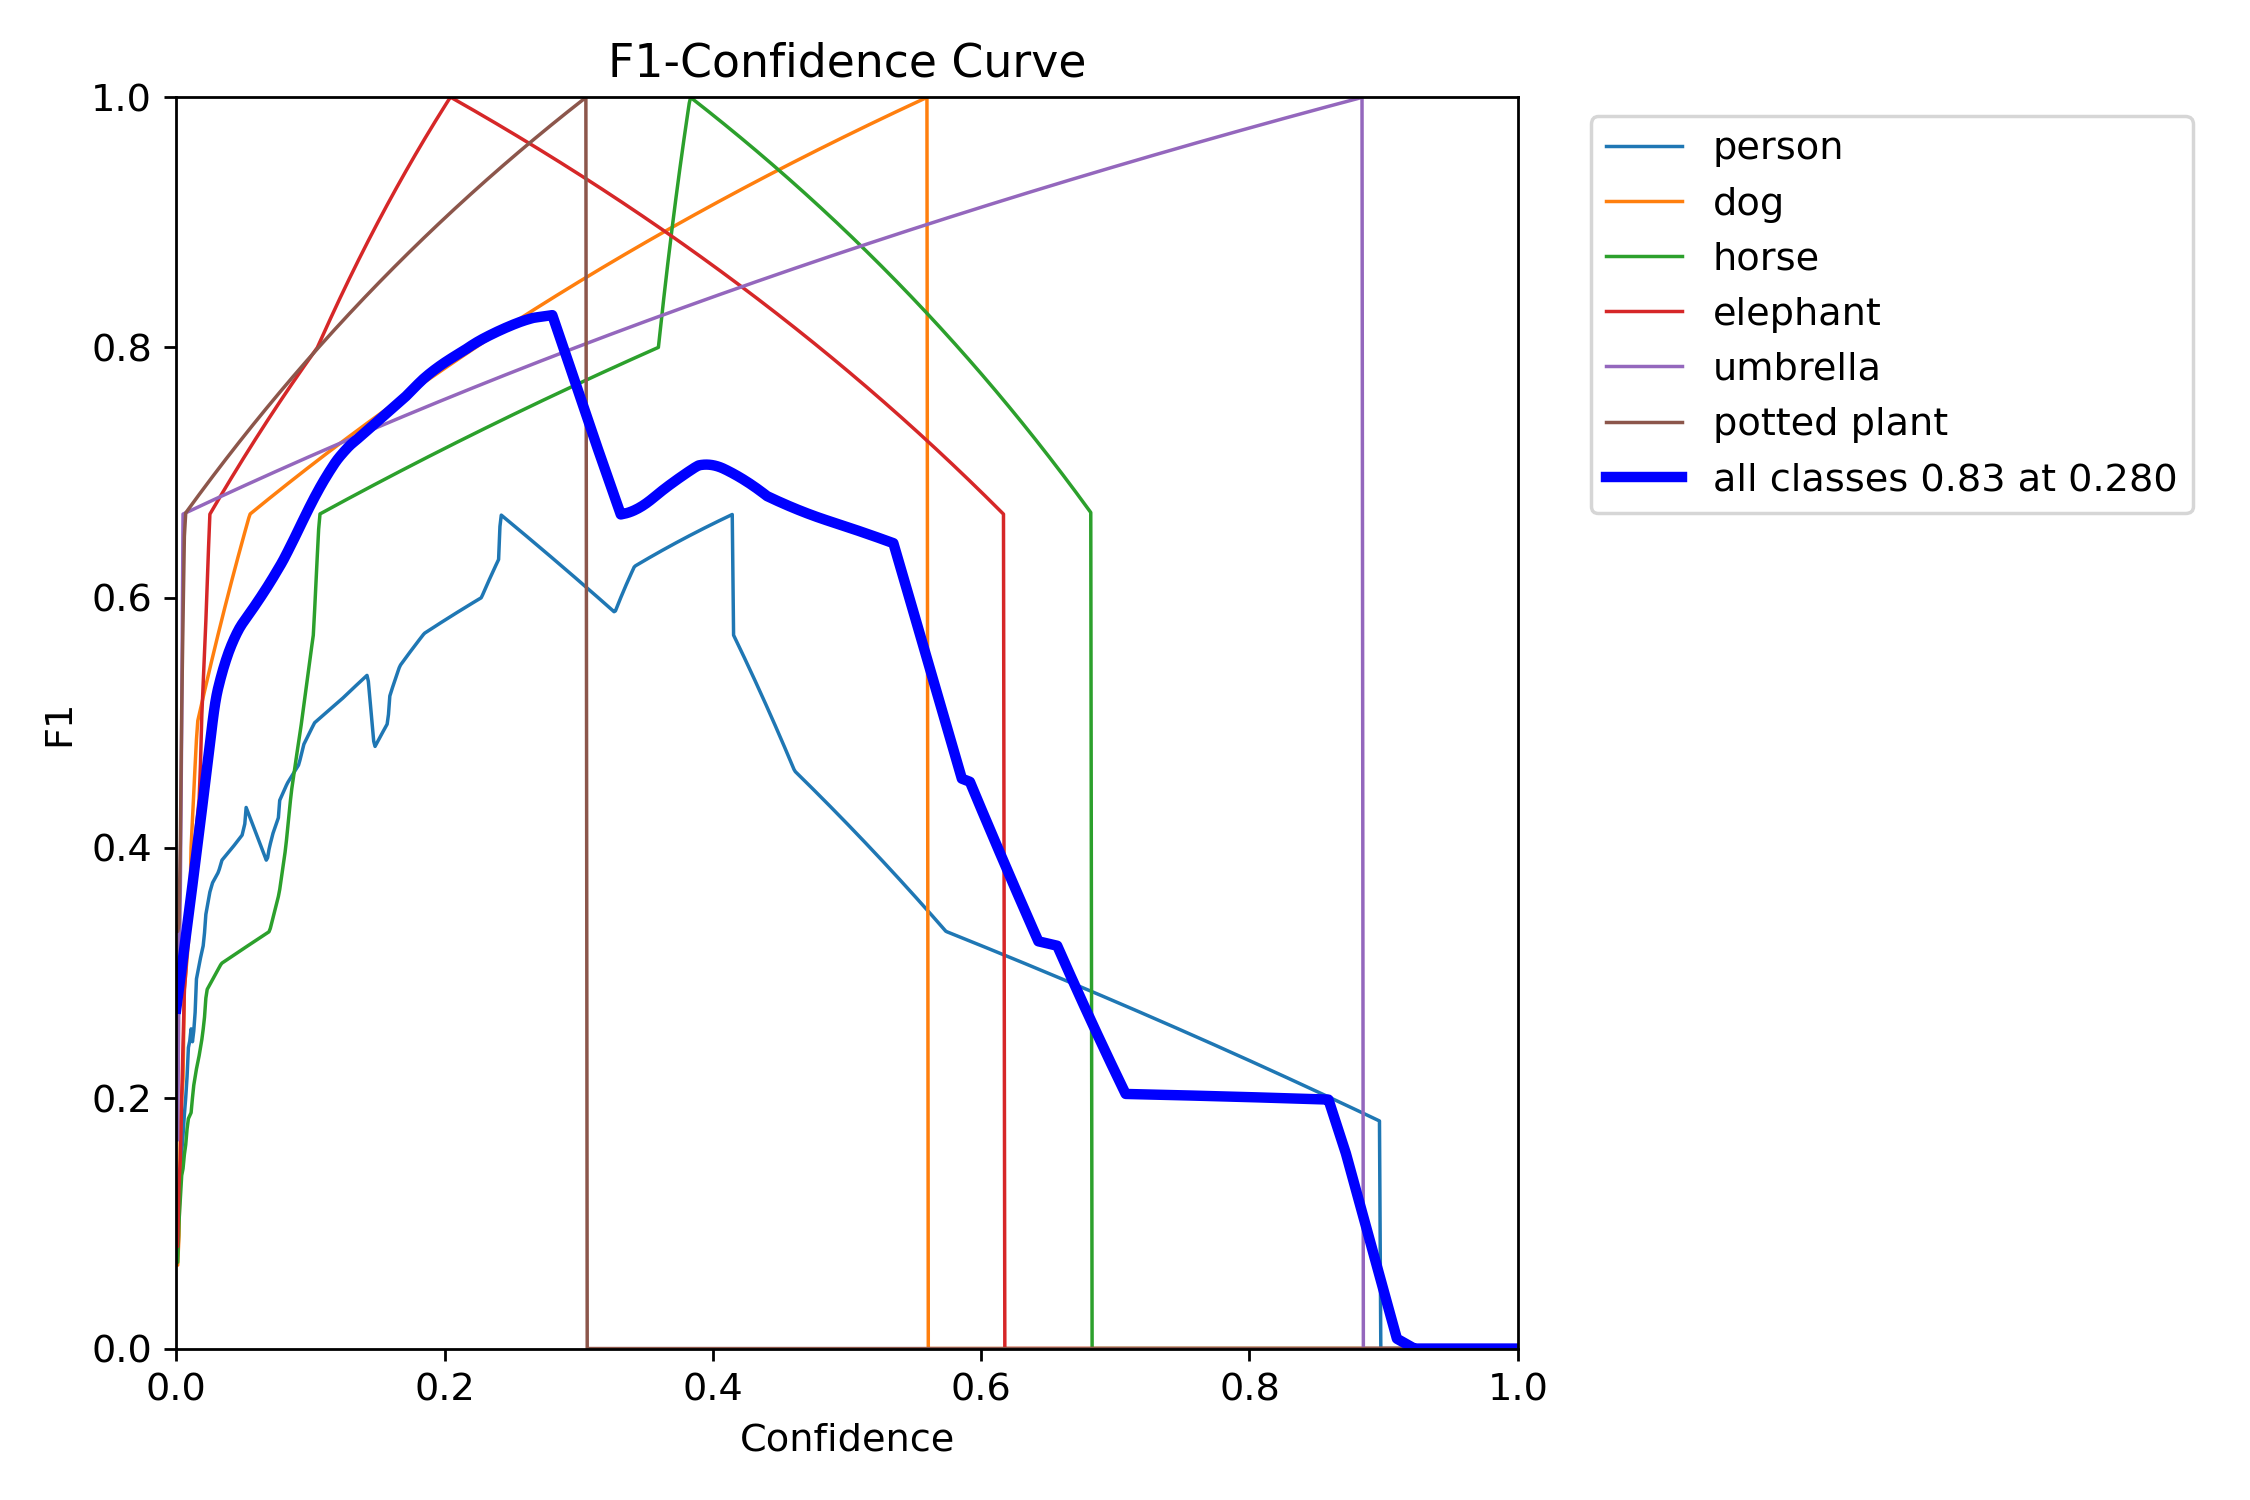 F1-Confidence Curve
1.0
0.8
0.6
0.4
0.2
0.0
F1
0.0 0.2 0.4 0.6 0.8 1.0
Confidence
person
dog
horse
elephant
umbrella
potted plant
all classes 0.83 at 0.280